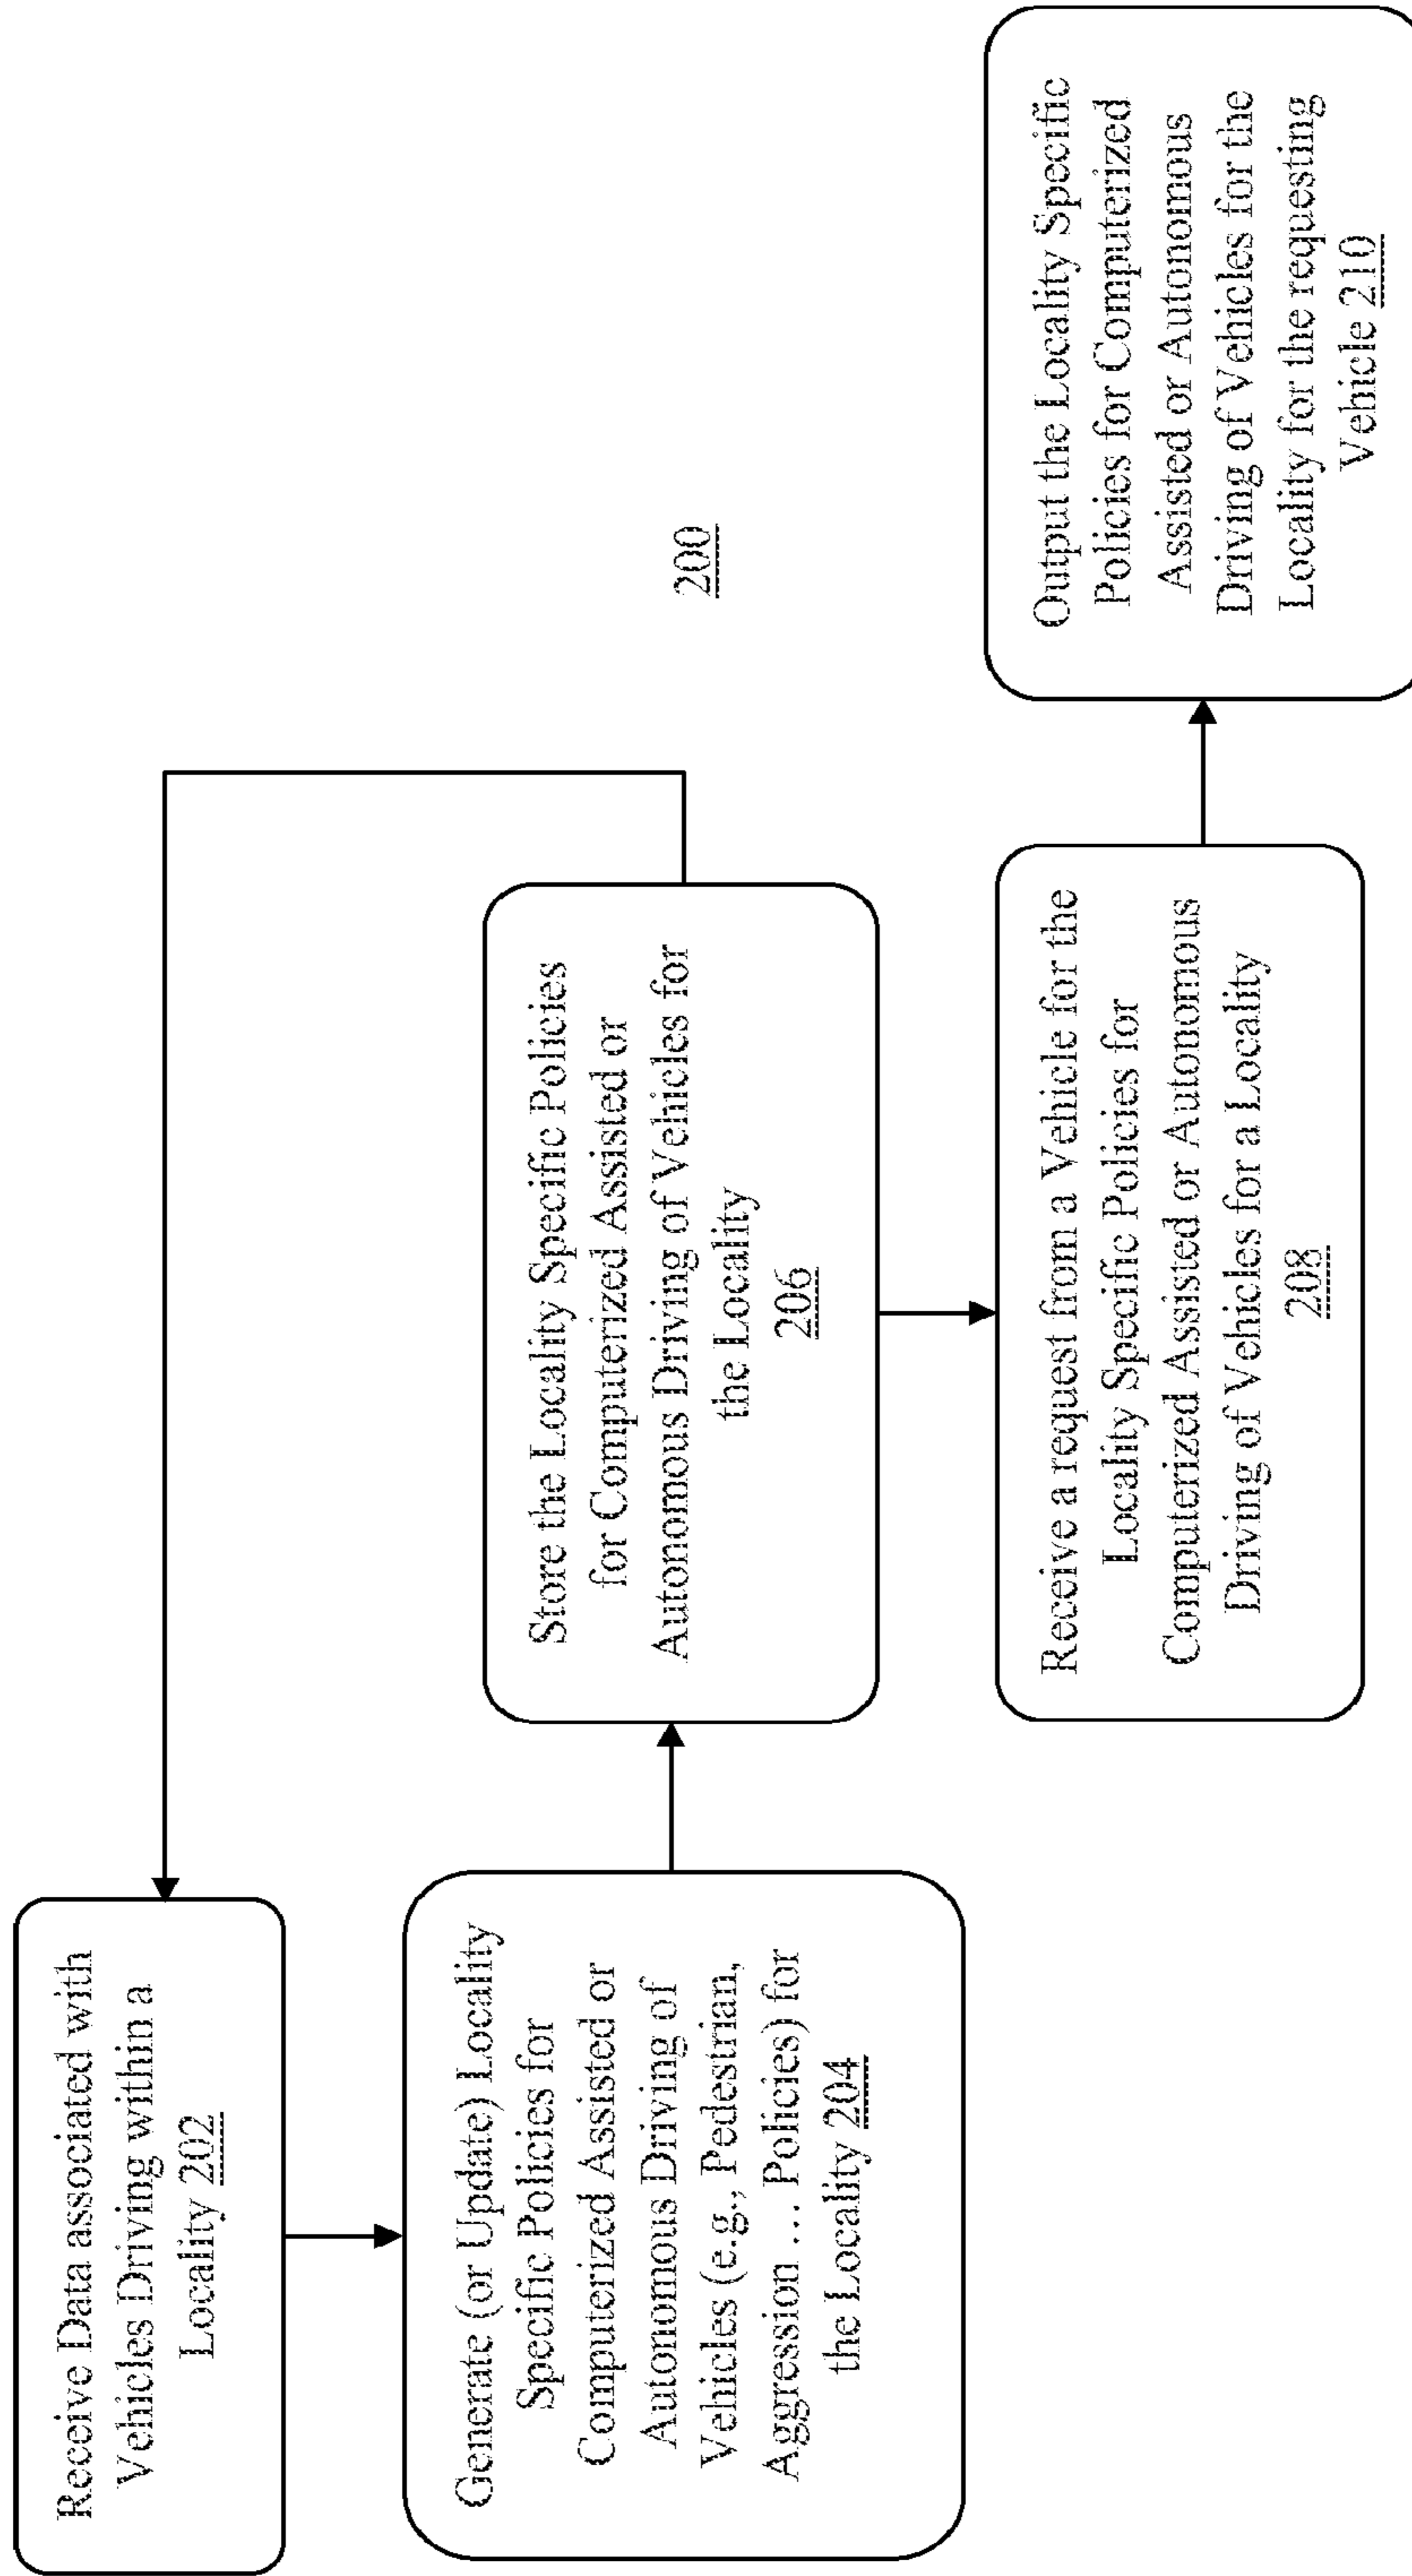 Receive Data associated with
Vehicles Driving within a
Locality 202
Generate (or Update) Locality
Specific Policies for
Computerized Assisted or
Autonomous Driving of
Vehicles (e.g., Pedestrian,
Aggression … Policies) for
the Locality 204
Store the Locality Specific Policies
for Computerized Assisted or
Autonomous Driving of Vehicles for
the Locality
206
200
Receive a request from a Vehicle for the
Locality Specific Policies for
Computerized Assisted or Autonomous
Driving of Vehicles for a Locality
208
Output the Locality Specific
Policies for Computerized
Assisted or Autonomous
Driving of Vehicles for the
Locality for the requesting
Vehicle 210